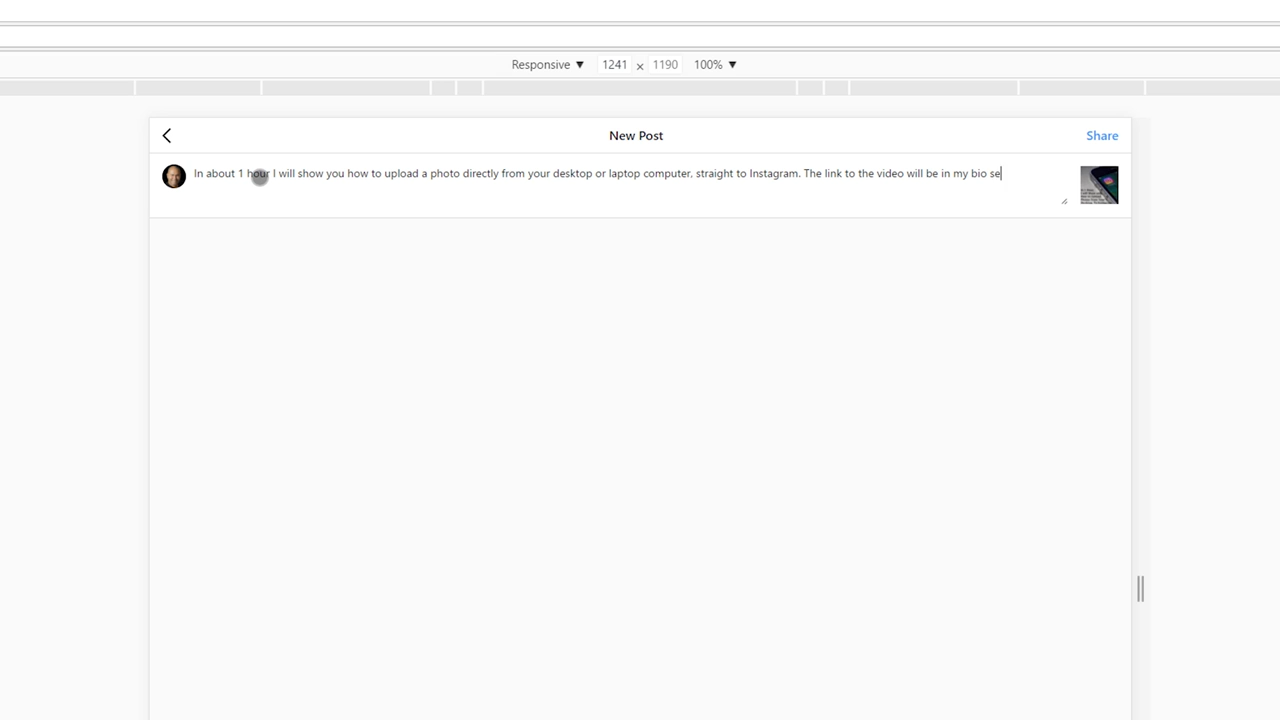 Responsive ▼ 1241 × 1190 100% ▼
New Post
Share
In about 1 hour I will show you how to upload a photo directly from your desktop or laptop computer. straight to Instagram. The link to the video will be in my bio se